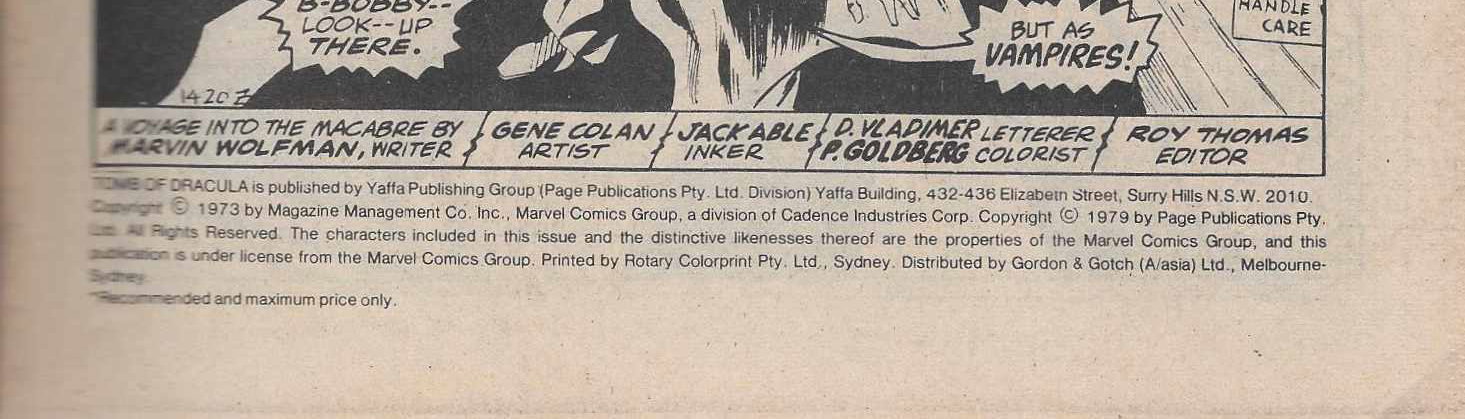 B-BOBBY--
LOOK--UP
THERE.
BUT AS
VAMPIRES!
HANDLE
CARE
1420Z
A VOYAGE INTO THE MACABRE BY
MARVIN WOLFMAN, WRITER
GENE COLAN
ARTIST
JACK ABLE
INKER
D. VLADIMER LETTERER
P. GOLDBERG COLORIST
ROY THOMAS
EDITOR
TOMB OF DRACULA is published by Yaffa Publishing Group (Page Publications Pty. Ltd. Division) Yaffa Building, 432-436 Elizabeth Street, Surry Hills N.S.W. 2010.
Copyright © 1973 by Magazine Management Co. Inc., Marvel Comics Group, a division of Cadence Industries Corp. Copyright © 1979 by Page Publications Pty.
Ltd. All Rights Reserved. The characters included in this issue and the distinctive likenesses thereof are the properties of the Marvel Comics Group, and this
publication is under license from the Marvel Comics Group. Printed by Rotary Colorprint Pty. Ltd., Sydney. Distributed by Gordon & Gotch (A/asia) Ltd., Melbourne-
Sydney.
*Recommended and maximum price only.